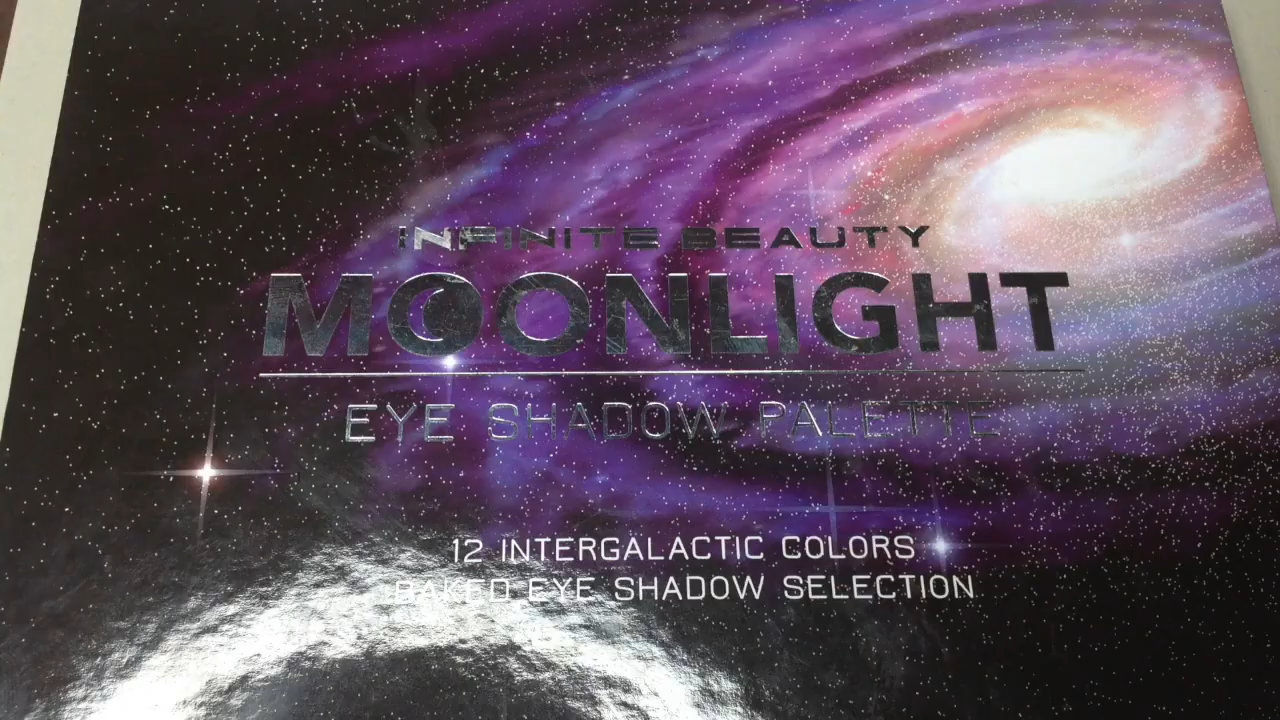 INFINITE BEAUTY
MOONLIGHT
EYE SHADOW PALETTE
12 INTERGALACTIC COLORS
BAKED EYE SHADOW SELECTION